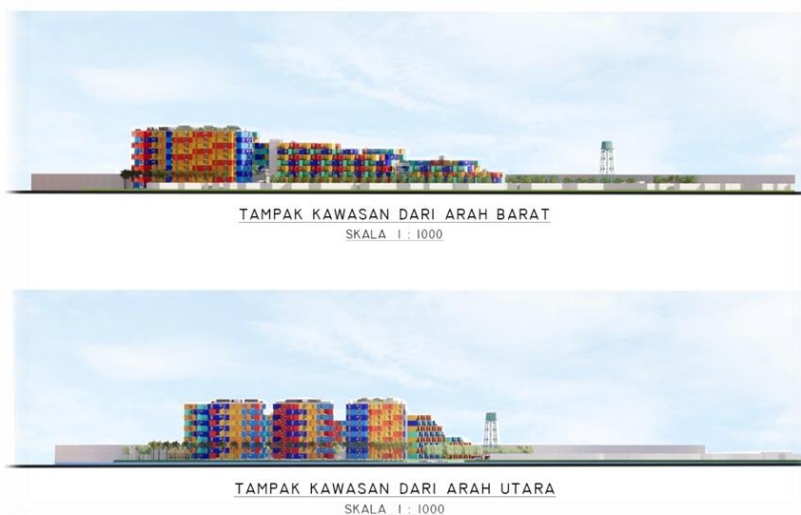 TAMPAK KAWASAN DARI ARAH BARAT
SKALA 1 : 1000
TAMPAK KAWASAN DARI ARAH UTARA
SKALA 1 : 1000